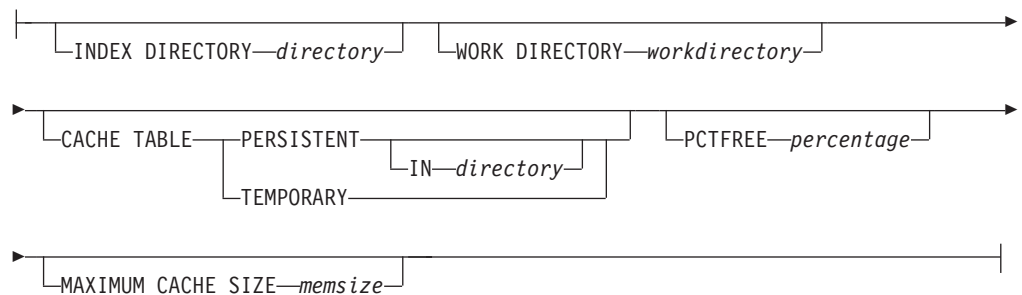 INDEX DIRECTORY directory WORK DIRECTORY workdirectory
CACHE TABLE PERSISTENT PCTFREE percentage
IN directory
TEMPORARY
MAXIMUM CACHE SIZE memsize